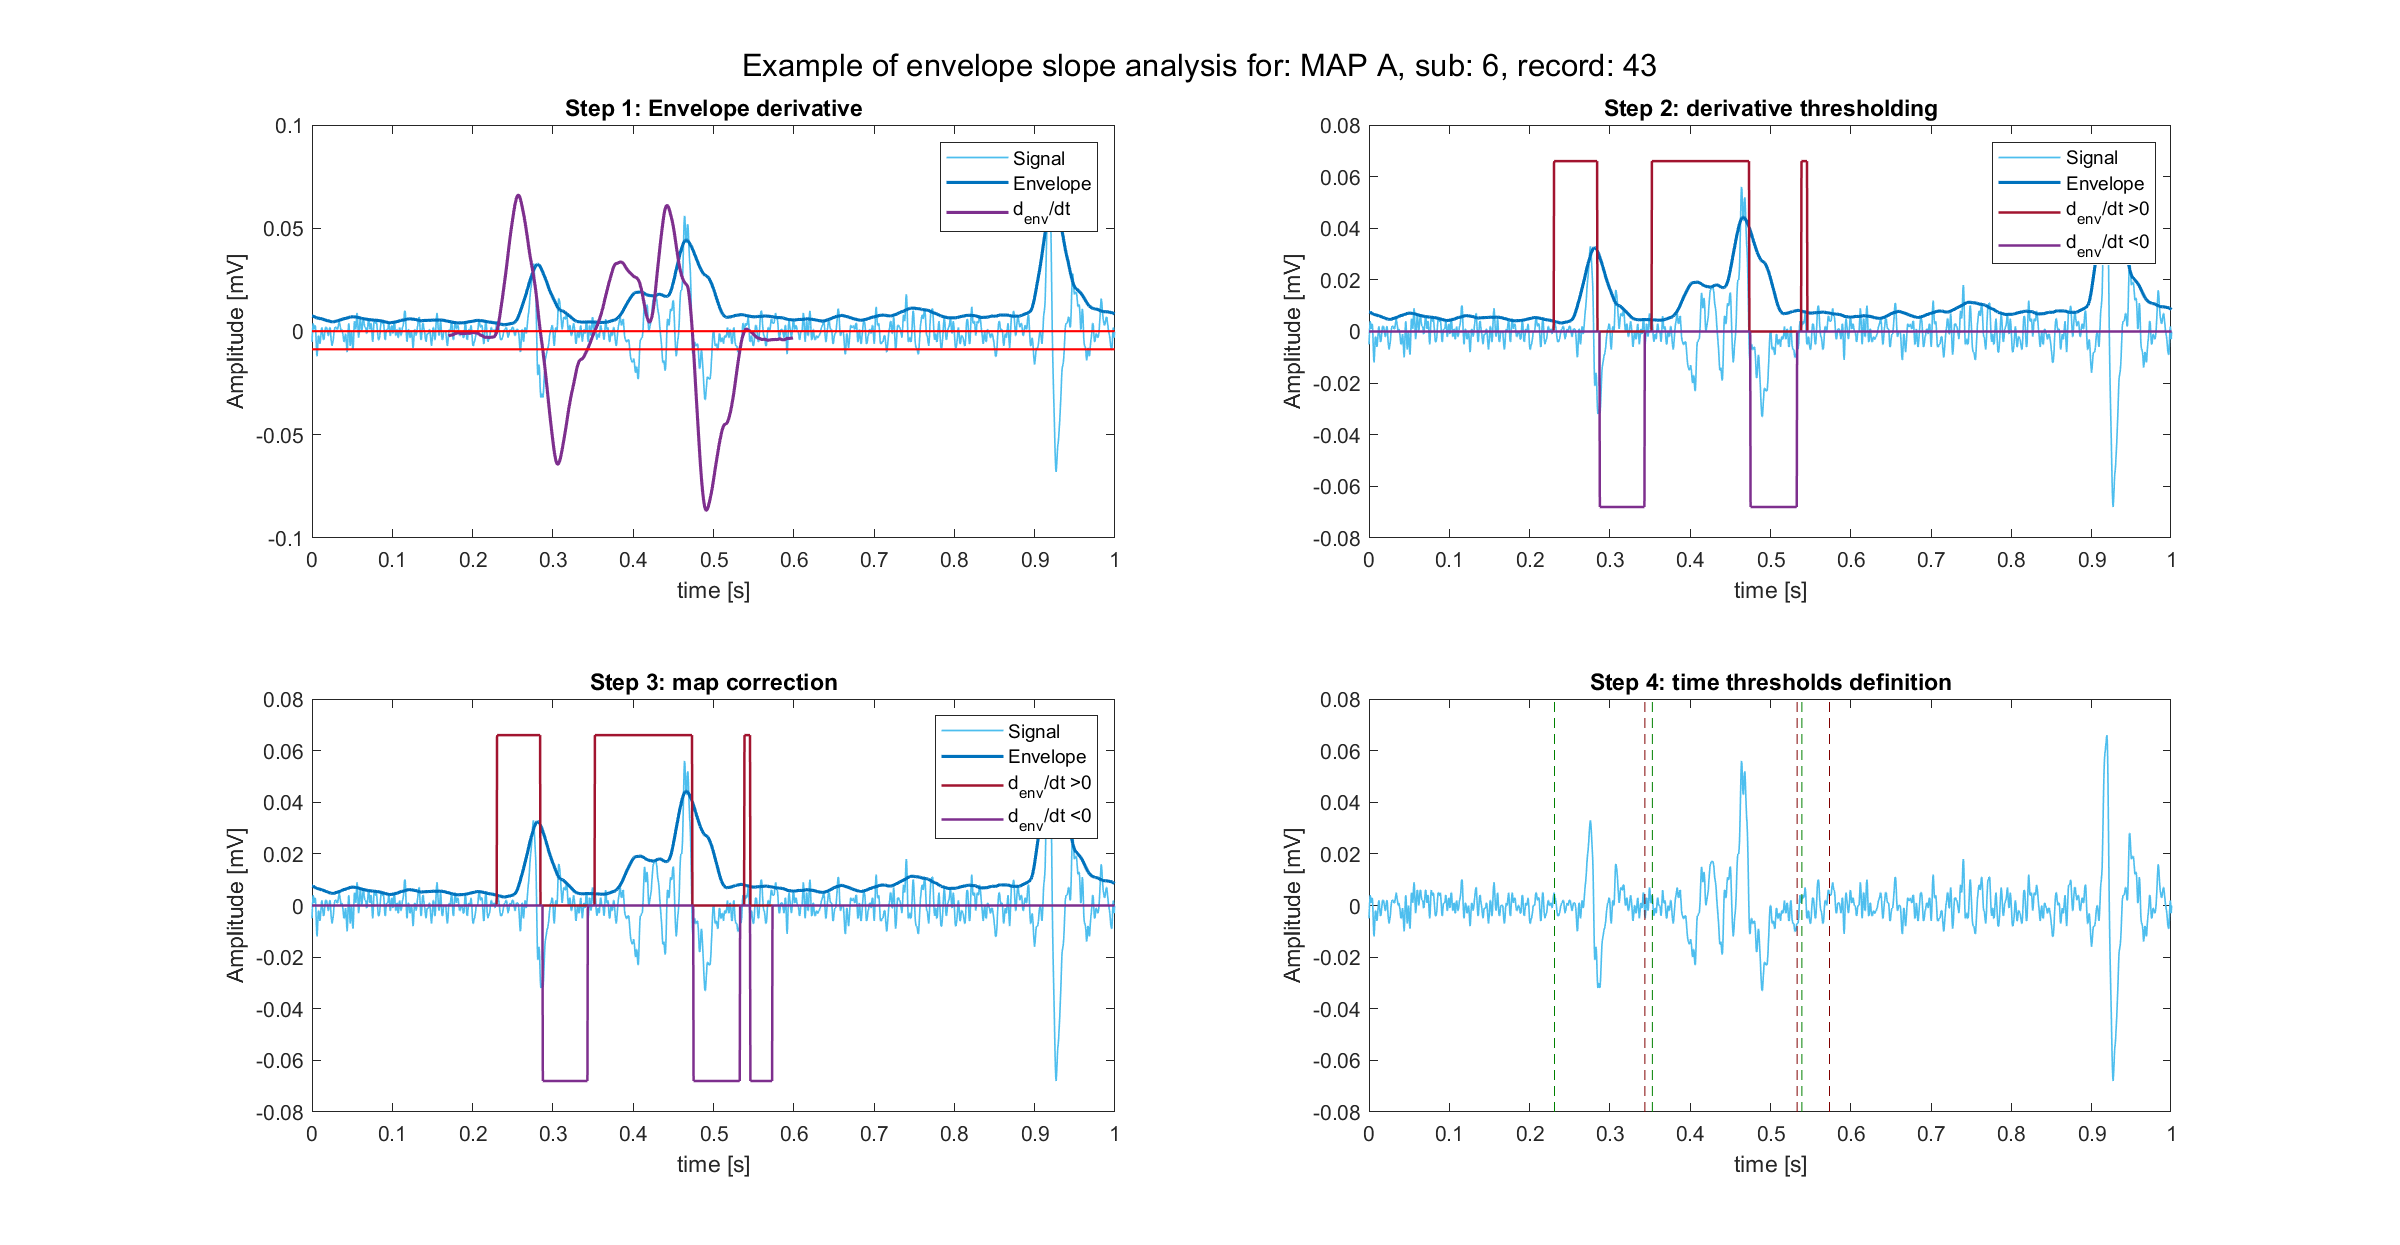 Example of envelope slope analysis for: MAP A, sub: 6, record: 43
Step 1: Envelope derivative
0.1
0.05
0
-0.05
-0.1
Amplitude [mV]
Signal
Envelope
d_env/dt
0 0.1 0.2 0.3 0.4 0.5 0.6 0.7 0.8 0.9 1
time [s]
Step 2: derivative thresholding
0.08
0.06
0.04
0.02
0
-0.02
-0.04
-0.06
-0.08
Amplitude [mV]
Signal
Envelope
d_env/dt >0
d_env/dt <0
0 0.1 0.2 0.3 0.4 0.5 0.6 0.7 0.8 0.9 1
time [s]
Step 3: map correction
0.08
0.06
0.04
0.02
0
-0.02
-0.04
-0.06
-0.08
Amplitude [mV]
Signal
Envelope
d_env/dt >0
d_env/dt <0
0 0.1 0.2 0.3 0.4 0.5 0.6 0.7 0.8 0.9 1
time [s]
Step 4: time thresholds definition
0.08
0.06
0.04
0.02
0
-0.02
-0.04
-0.06
-0.08
Amplitude [mV]
0 0.1 0.2 0.3 0.4 0.5 0.6 0.7 0.8 0.9 1
time [s]